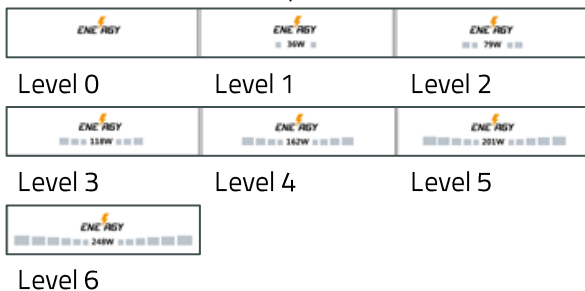 ENERGY ENERGY ENERGY
36W 79W
Level 0 Level 1 Level 2
ENERGY ENERGY ENERGY
118W 162W 201W
Level 3 Level 4 Level 5
ENERGY
248W
Level 6